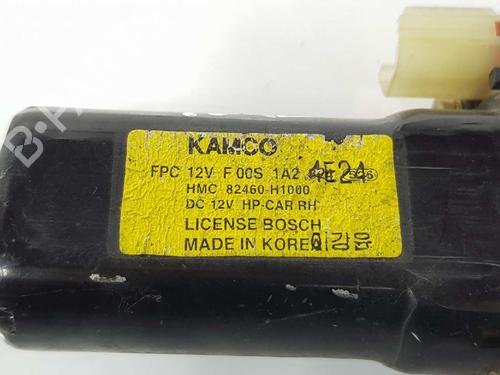 KAMCO
FPC 12V F 00S 1A2 4E24
HMC 82460-H1000
DC 12V HP-CAR RH
LICENSE BOSCH
MADE IN KOREA